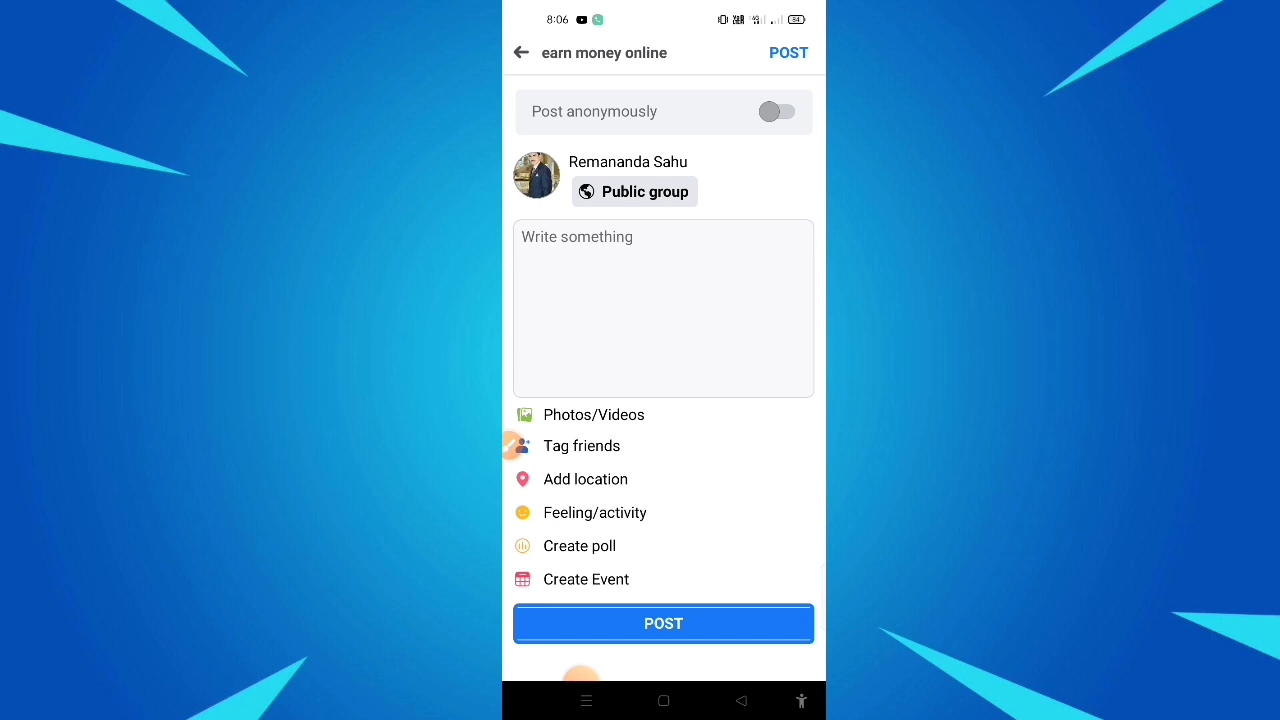 8:06
84
earn money online
POST
Post anonymously
Remananda Sahu
Public group
Write something
Photos/Videos
Tag friends
Add location
Feeling/activity
Create poll
Create Event
POST